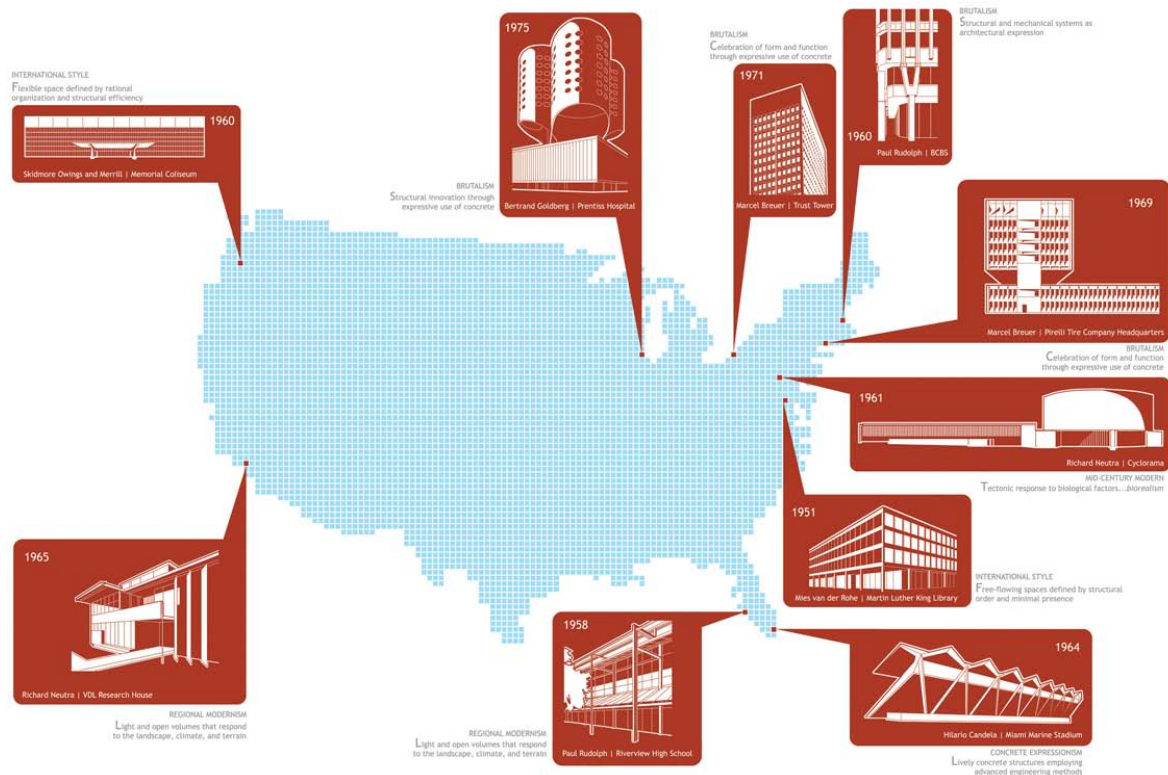 INTERNATIONAL STYLE
Flexible space defined by rational
organization and structural efficiency
1960
Skidmore Owings and Merrill | Memorial Coliseum
1975
Bertrand Goldberg | Prentiss Hospital
BRUTALISM
Structural innovation through
expressive use of concrete
BRUTALISM
Celebration of form and function
through expressive use of concrete
1971
Marcel Breuer | Trust Tower
BRUTALISM
Structural and mechanical systems as
architectural expression
1960
Paul Rudolph | BCBS
1969
Marcel Breuer | Pirelli Tire Company Headquarters
BRUTALISM
Celebration of form and function
through expressive use of concrete
1961
Richard Neutra | Cyclorama
MID-CENTURY MODERN
Tectonic response to biological factors...biorealism
1951
Mies van der Rohe | Martin Luther King Library
INTERNATIONAL STYLE
Free-flowing spaces defined by structural
order and minimal presence
1965
Richard Neutra | VDL Research House
REGIONAL MODERNISM
Light and open volumes that respond
to the landscape, climate, and terrain
1958
Paul Rudolph | Riverview High School
REGIONAL MODERNISM
Light and open volumes that respond
to the landscape, climate, and terrain
1964
Hilario Candela | Miami Marine Stadium
CONCRETE EXPRESSIONISM
Lively concrete structures employing
advanced engineering methods